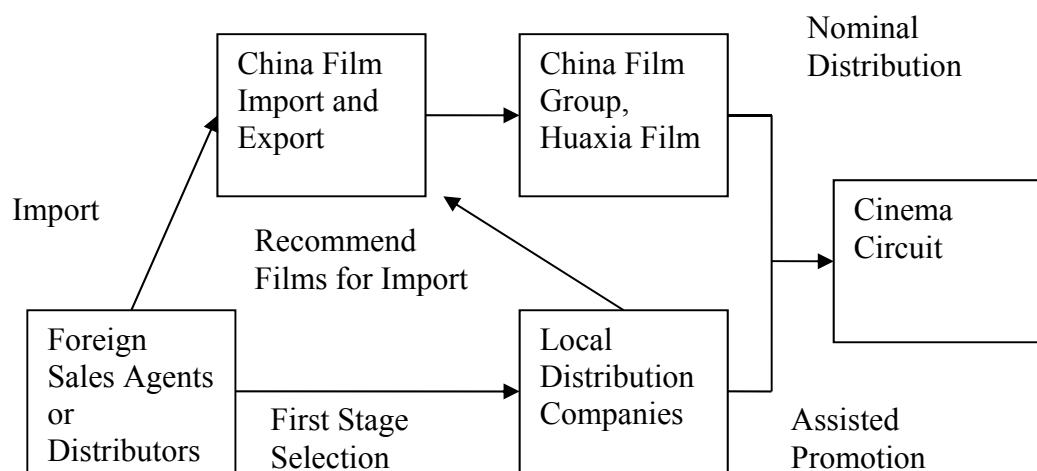 Nominal
Distribution
China Film
Import and
Export
China Film
Group,
Huaxia Film
Import
Cinema
Circuit
Recommend
Films for Import
Foreign
Sales Agents
or
Distributors
Local
Distribution
Companies
First Stage
Selection
Assisted
Promotion